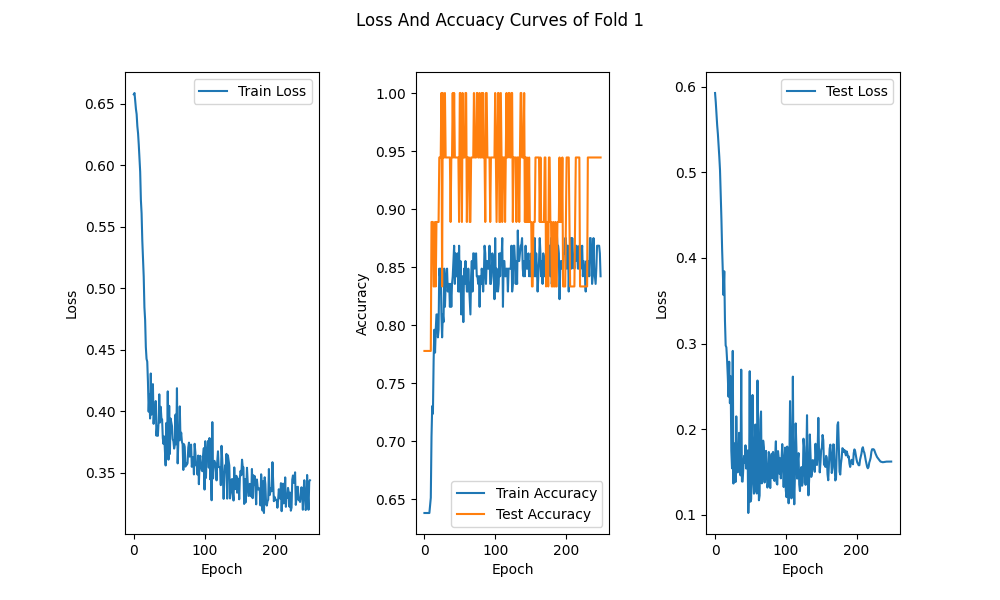 Loss And Accuacy Curves of Fold 1
Train Loss
0.65
0.60
0.55
0.50
0.45
0.40
0.35
Loss
0
100
200
Epoch
1.00
0.95
0.90
0.85
0.80
0.75
0.70
0.65
Accuracy
Train Accuracy
Test Accuracy
0
100
200
Epoch
Test Loss
0.6
0.5
0.4
0.3
0.2
0.1
Loss
0
100
200
Epoch